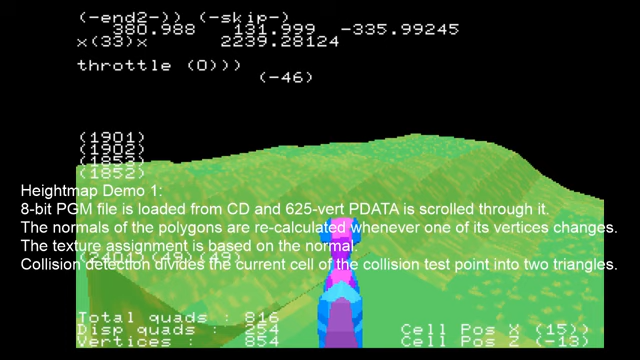 (-end2-)) (-skip-)
380.988 131.999 -335.99245
x(33)x 2239.28124
throttle (0)))
(-46)
(1901)
(1902)
(1853)
(1852)
Heightmap Demo 1:
8-bit PGM file is loaded from CD and 625-vert PDATA is scrolled through it.
The normals of the polygons are re-calculated whenever one of its vertices changes.
The texture assignment is based on the normal.
(2401)(49)(49)
Collision detection divides the current cell of the collision test point into two triangles.
Total quads : 816
Disp quads : 254 Cell Pos X (15))
Vertices : 854 Cell Pos Z (-13)